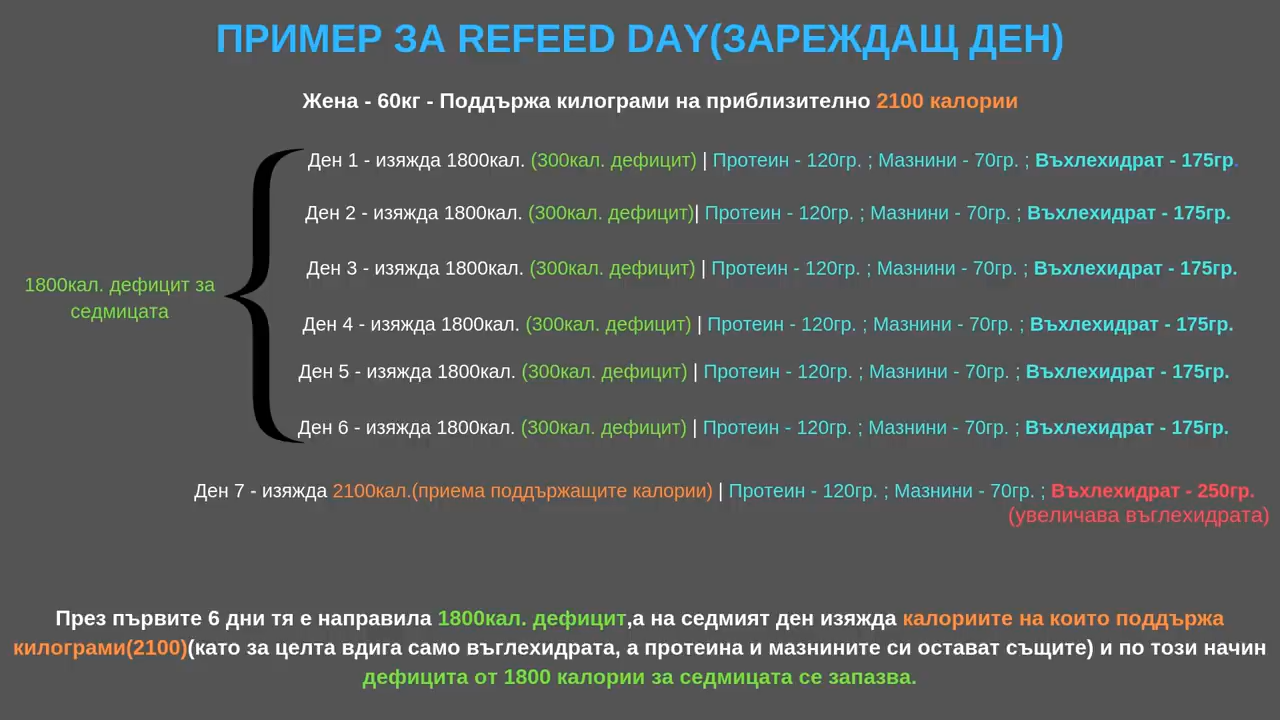 ПРИМЕР ЗА REFEED DAY(ЗАРЕЖДАЩ ДЕН)
Жена - 60кг - Поддържа килограми на приблизително 2100 калории
Ден 1 - изяжда 1800кал. (300кал. дефицит) | Протеин - 120гр. ; Мазнини - 70гр. ; Въхлехидрат - 175гр.
Ден 2 - изяжда 1800кал. (300кал. дефицит)| Протеин - 120гр. ; Мазнини - 70гр. ; Въхлехидрат - 175гр.
Ден 3 - изяжда 1800кал. (300кал. дефицит) | Протеин - 120гр. ; Мазнини - 70гр. ; Въхлехидрат - 175гр.
1800кал. дефицит за
седмицата
Ден 4 - изяжда 1800кал. (300кал. дефицит) | Протеин - 120гр. ; Мазнини - 70гр. ; Въхлехидрат - 175гр.
Ден 5 - изяжда 1800кал. (300кал. дефицит) | Протеин - 120гр. ; Мазнини - 70гр. ; Въхлехидрат - 175гр.
Ден 6 - изяжда 1800кал. (300кал. дефицит) | Протеин - 120гр. ; Мазнини - 70гр. ; Въхлехидрат - 175гр.
Ден 7 - изяжда 2100кал.(приема поддържащите калории) | Протеин - 120гр. ; Мазнини - 70гр. ; Въхлехидрат - 250гр.
(увеличава въглехидрата)
През първите 6 дни тя е направила 1800кал. дефицит,а на седмият ден изяжда калориите на които поддържа
килограми(2100)(като за целта вдига само въглехидрата, а протеина и мазнините си остават същите) и по този начин
дефицита от 1800 калории за седмицата се запазва.